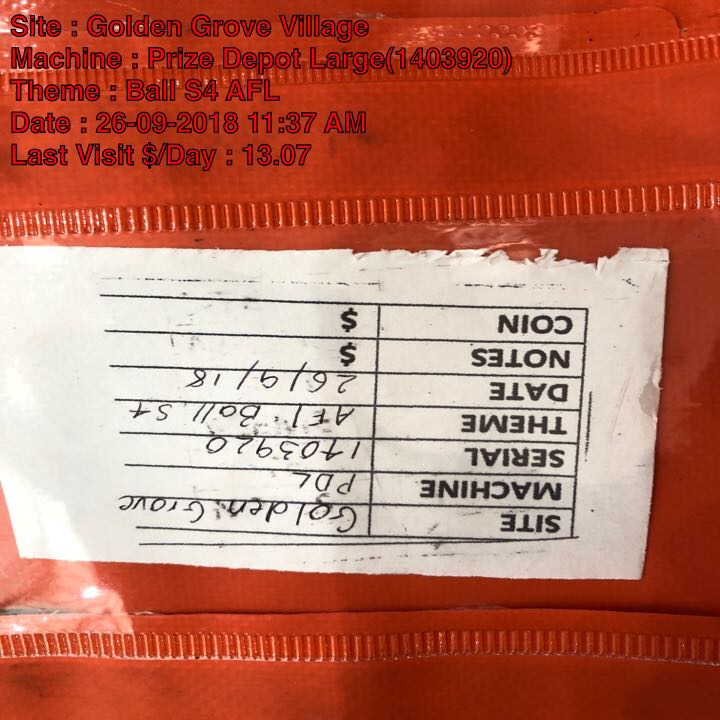 Site : Golden Grove Village
Machine : Prize Depot Large(1403920)
Theme : Ball S4 AFL
Date : 26-09-2018 11:37 AM
Last Visit $/Day : 13.07
SITE Golden Grove
MACHINE PDL
SERIAL 1403920
THEME AFL Ball S4
DATE 26/9/18
NOTES $
COIN $